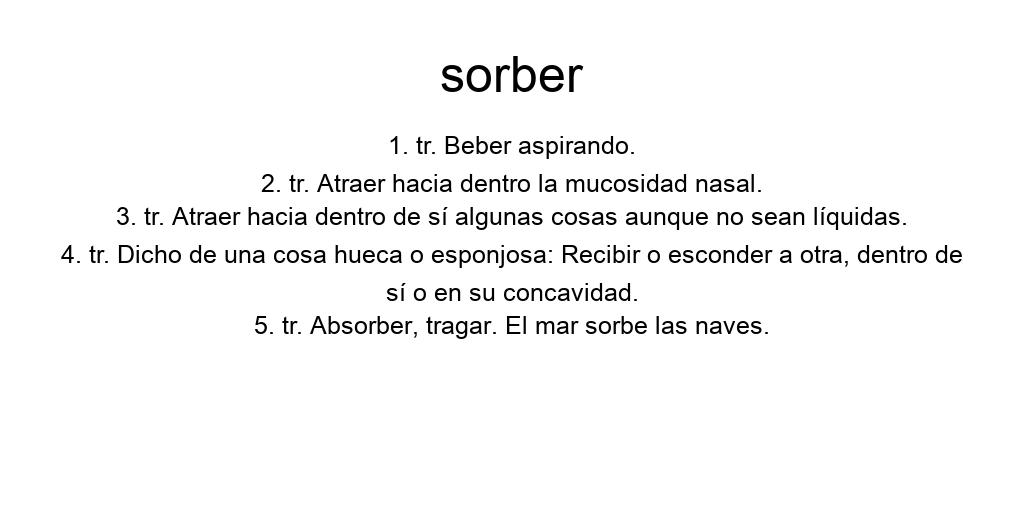 sorber
1. tr. Beber aspirando.
2. tr. Atraer hacia dentro la mucosidad nasal.
3. tr. Atraer hacia dentro de sí algunas cosas aunque no sean líquidas.
4. tr. Dicho de una cosa hueca o esponjosa: Recibir o esconder a otra, dentro de
sí o en su concavidad.
5. tr. Absorber, tragar. El mar sorbe las naves.